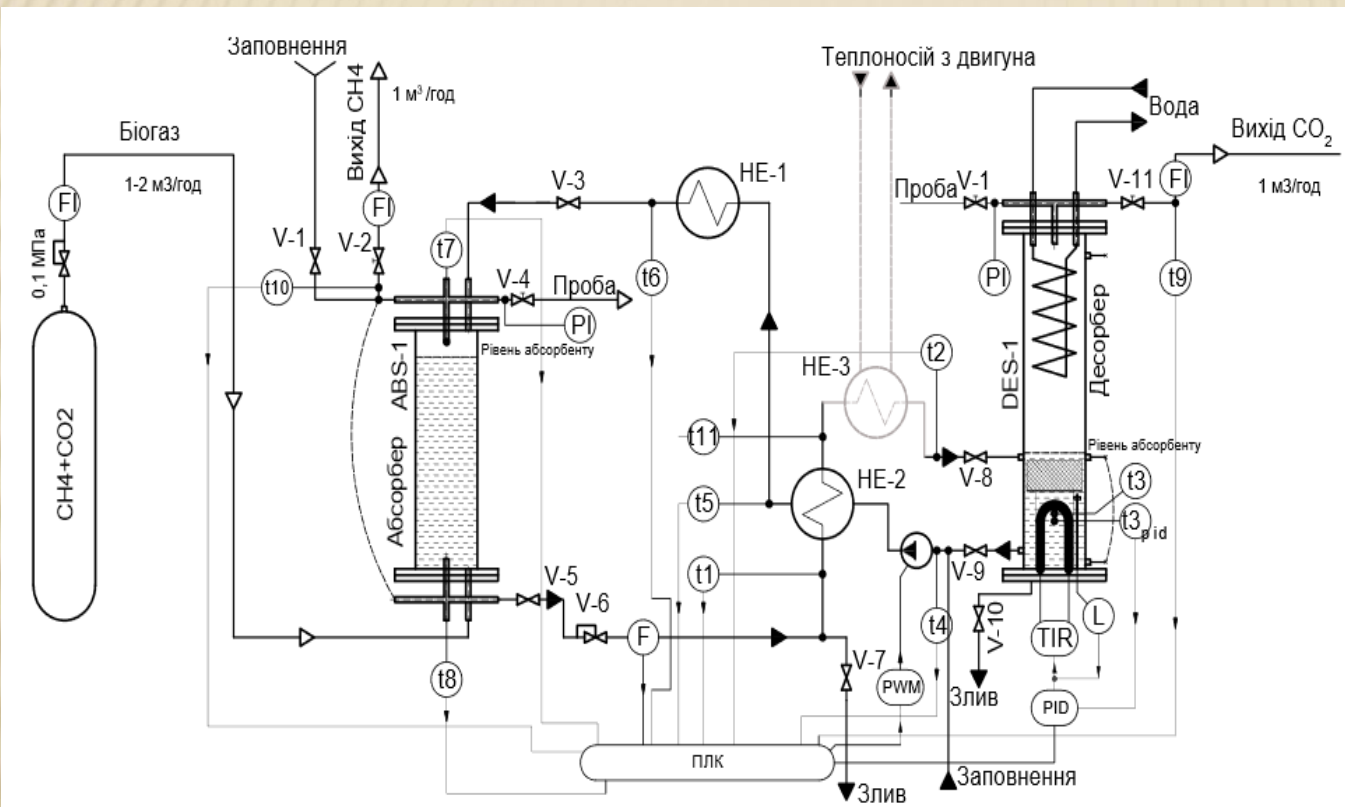 Заповнення
Вихід CH4
1 м³/год
Біогаз
1-2 м3/год
FI
0,1 МПа
CH4+CO2
V-1
V-2
FI
t10
t7
V-3
V-4
Проба
PI
Рівень абсорбенту
Абсорбер ABS-1
t6
HE-1
Теплоносій з двигуна
HE-3
t2
t11
t5
HE-2
t1
V-5
V-6
F
t8
V-7
PWM
t4
ПЛК
Злив
Заповнення
Вода
Вихід CO₂
FI
1 м3/год
Проба
V-1
V-11
PI
t9
DES-1
Десорбер
Рівень абсорбенту
V-8
t3
t3 pid
V-9
V-10
TIR
L
PID
Злив